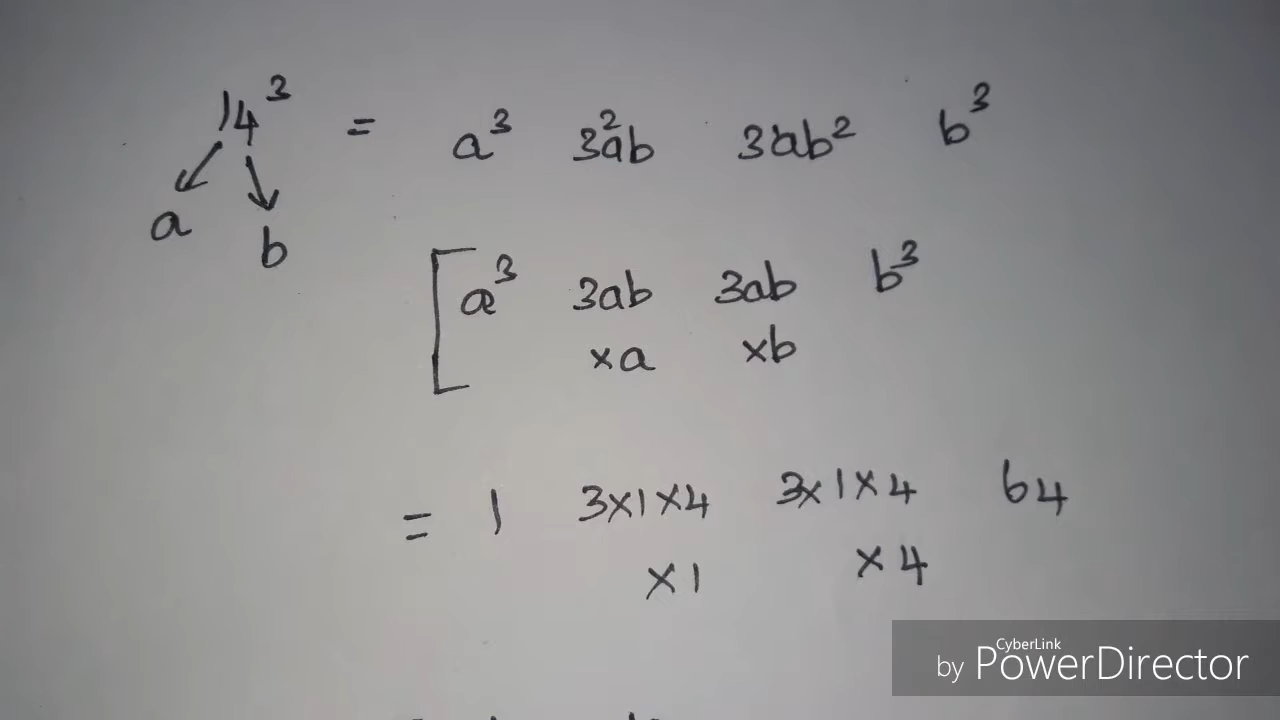 14³ = a³ 3²ab 3ab² b³
a b
[a³ 3ab 3ab b³
×a ×b
= 1 3×1×4 3×1×4 64
×1 ×4
CyberLink
by PowerDirector